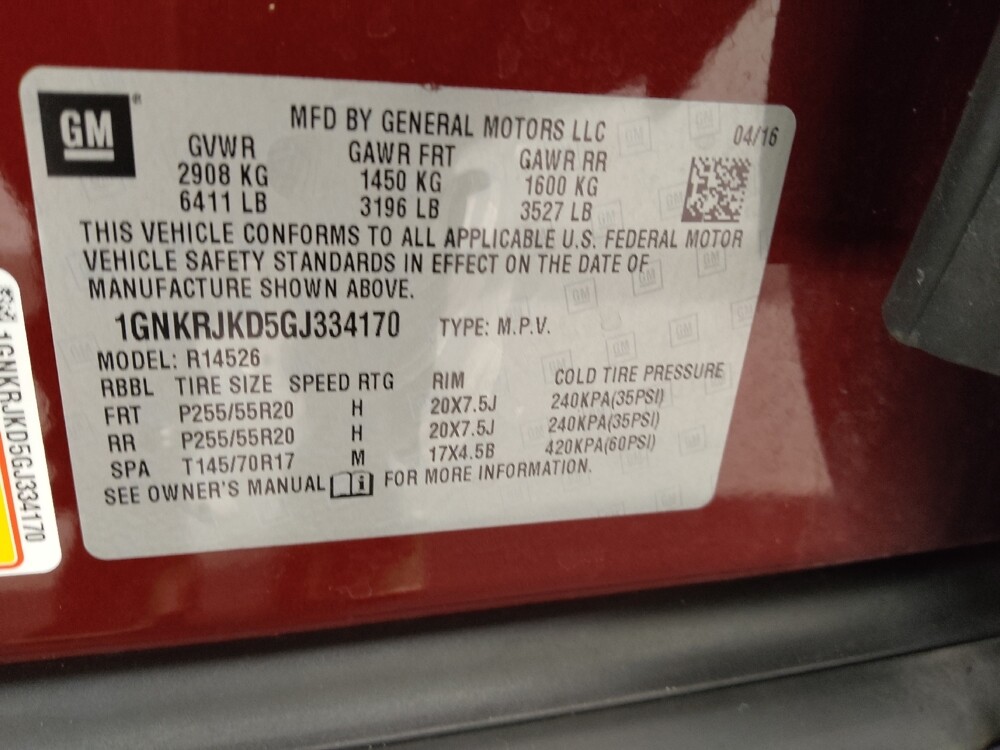 GM
MFD BY GENERAL MOTORS LLC
04/16
GVWR GAWR FRT GAWR RR
2908 KG 1450 KG 1600 KG
6411 LB 3196 LB 3527 LB
THIS VEHICLE CONFORMS TO ALL APPLICABLE U.S. FEDERAL MOTOR
VEHICLE SAFETY STANDARDS IN EFFECT ON THE DATE OF
MANUFACTURE SHOWN ABOVE.
1GNKRJKD5GJ334170 TYPE: M.P.V.
MODEL: R14526
RBBL TIRE SIZE SPEED RTG RIM COLD TIRE PRESSURE
FRT P255/55R20 H 20X7.5J 240KPA(35PSI)
RR P255/55R20 H 20X7.5J 240KPA(35PSI)
SPA T145/70R17 M 17X4.5B 420KPA(60PSI)
SEE OWNER'S MANUAL FOR MORE INFORMATION.
1GNKRJKD5GJ334170